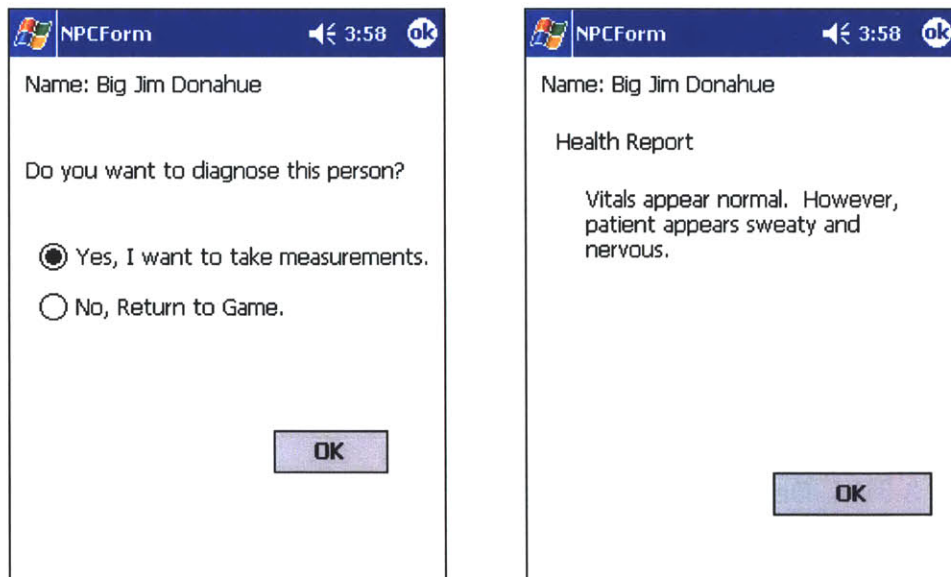 NPCForm 3:58 ok
Name: Big Jim Donahue
Do you want to diagnose this person?
Yes, I want to take measurements.
No, Return to Game.
OK
NPCForm 3:58 ok
Name: Big Jim Donahue
Health Report
Vitals appear normal. However,
patient appears sweaty and
nervous.
OK